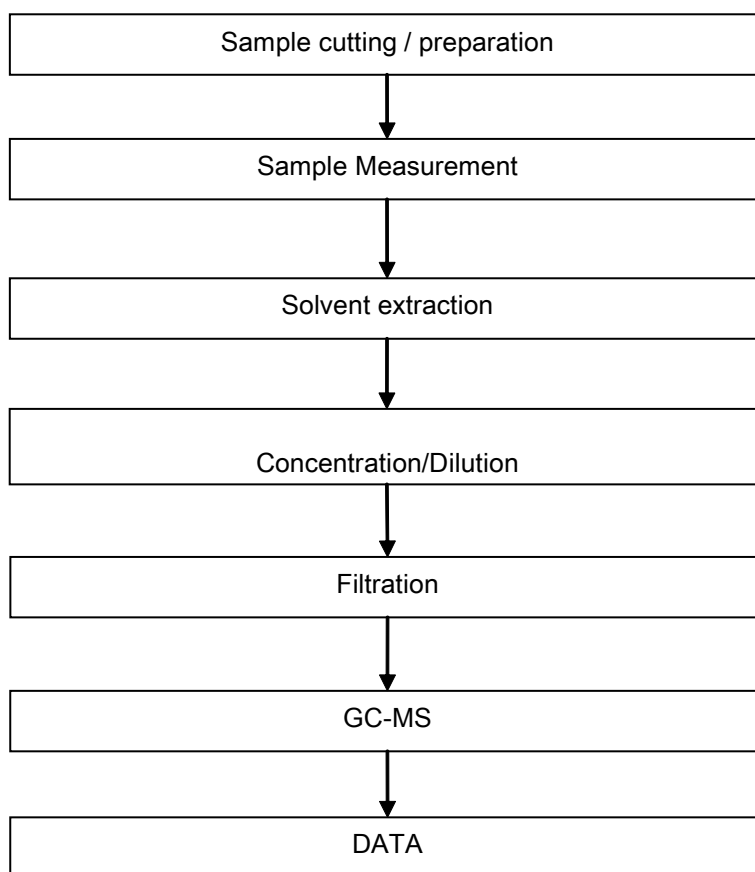 Sample cutting / preparation
Sample Measurement
Solvent extraction
Concentration/Dilution
Filtration
GC-MS
DATA